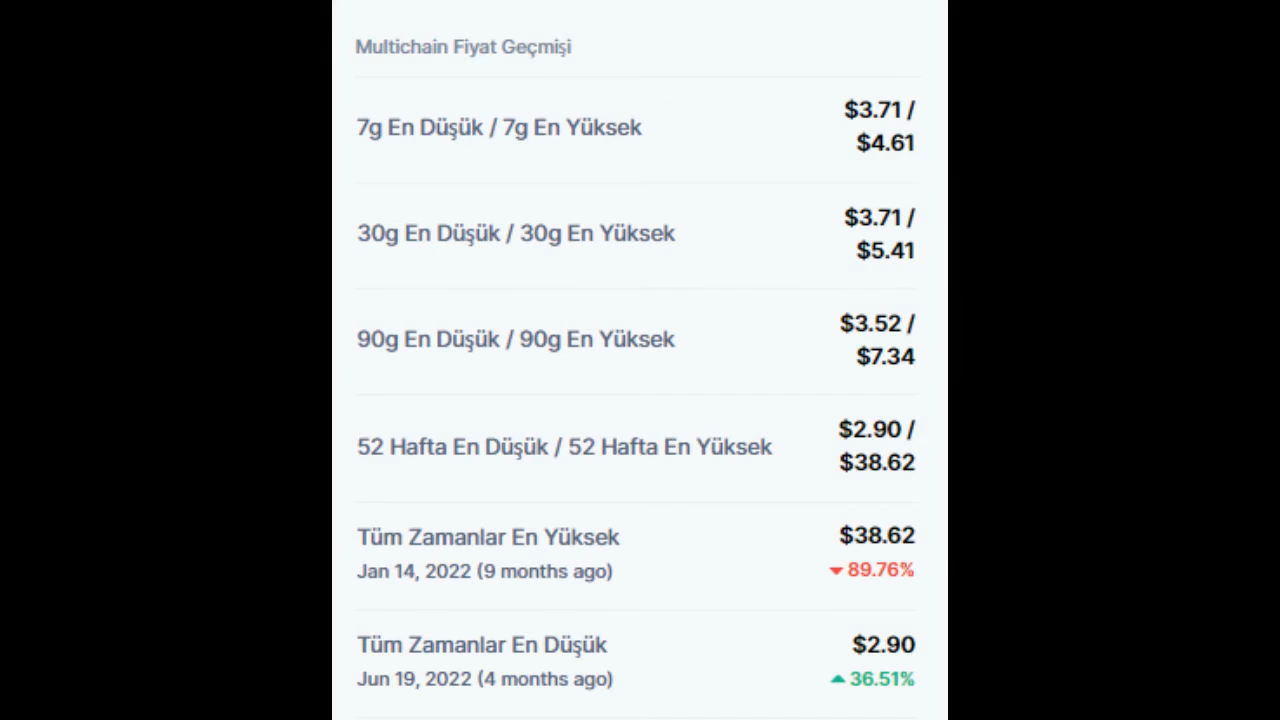 Multichain Fiyat Geçmişi
7g En Düşük / 7g En Yüksek
$3.71 /
$4.61
30g En Düşük / 30g En Yüksek
$3.71 /
$5.41
90g En Düşük / 90g En Yüksek
$3.52 /
$7.34
52 Hafta En Düşük / 52 Hafta En Yüksek
$2.90 /
$38.62
Tüm Zamanlar En Yüksek
$38.62
Jan 14, 2022 (9 months ago)
89.76%
Tüm Zamanlar En Düşük
$2.90
Jun 19, 2022 (4 months ago)
36.51%